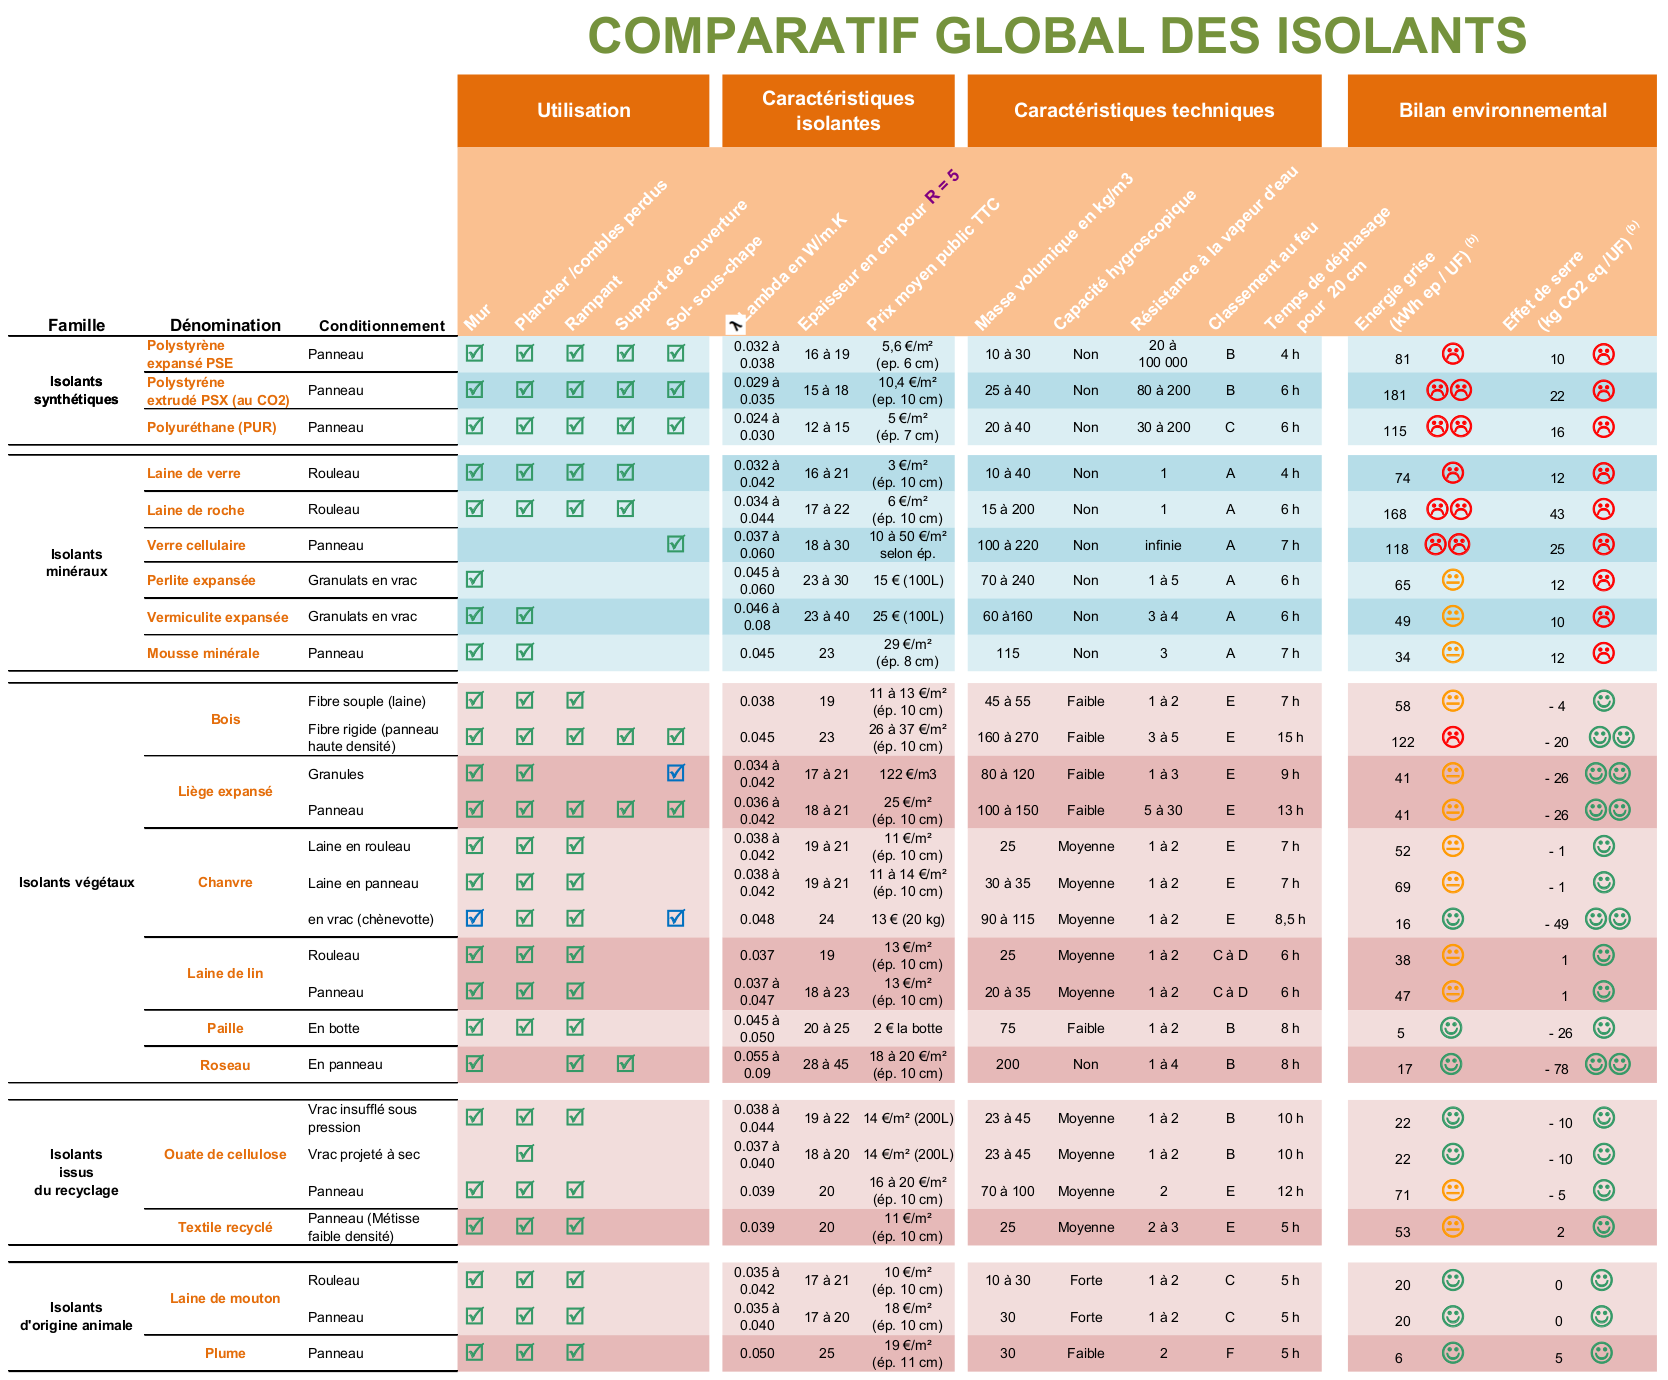 COMPARATIF GLOBAL DES ISOLANTS
Utilisation
Caractéristiques
isolantes
Caractéristiques techniques
Bilan environnemental
Famille
Dénomination
Conditionnement
Mur
Plancher /combles perdus
Rampant
Support de couverture
Sol- sous-chape
λ Lambda en W/m.K
Epaisseur en cm pour R = 5
Prix moyen public TTC
Masse volumique en kg/m3
Capacité hygroscopique
Résistance à la vapeur d'eau
Classement au feu
Temps de déphasage
pour 20 cm
Energie grise
(kWh ep / UF) (b)
Effet de serre
(kg CO2 eq /UF) (b)
Isolants
synthétiques
Polystyrène
expansé PSE
Panneau
0.032 à
0.038
16 à 19
5,6 €/m²
(ep. 6 cm)
10 à 30
Non
20 à
100 000
B
4 h
81
10
Polystyréne
extrudé PSX (au CO2)
Panneau
0.029 à
0.035
15 à 18
10,4 €/m²
(ep. 10 cm)
25 à 40
Non
80 à 200
B
6 h
181
22
Polyuréthane (PUR)
Panneau
0.024 à
0.030
12 à 15
5 €/m²
(ép. 7 cm)
20 à 40
Non
30 à 200
C
6 h
115
16
Isolants
minéraux
Laine de verre
Rouleau
0.032 à
0.042
16 à 21
3 €/m²
(ép. 10 cm)
10 à 40
Non
1
A
4 h
74
12
Laine de roche
Rouleau
0.034 à
0.044
17 à 22
6 €/m²
(ép. 10 cm)
15 à 200
Non
1
A
6 h
168
43
Verre cellulaire
Panneau
0.037 à
0.060
18 à 30
10 à 50 €/m²
selon ép.
100 à 220
Non
infinie
A
7 h
118
25
Perlite expansée
Granulats en vrac
0.045 à
0.060
23 à 30
15 € (100L)
70 à 240
Non
1 à 5
A
6 h
65
12
Vermiculite expansée
Granulats en vrac
0.046 à
0.08
23 à 40
25 € (100L)
60 à160
Non
3 à 4
A
6 h
49
10
Mousse minérale
Panneau
0.045
23
29 €/m²
(ép. 8 cm)
115
Non
3
A
7 h
34
12
Isolants végétaux
Bois
Fibre souple (laine)
0.038
19
11 à 13 €/m²
(ép. 10 cm)
45 à 55
Faible
1 à 2
E
7 h
58
- 4
Fibre rigide (panneau
haute densité)
0.045
23
26 à 37 €/m²
(ép. 10 cm)
160 à 270
Faible
3 à 5
E
15 h
122
- 20
Liège expansé
Granules
0.034 à
0.042
17 à 21
122 €/m3
80 à 120
Faible
1 à 3
E
9 h
41
- 26
Panneau
0.036 à
0.042
18 à 21
25 €/m²
(ép. 10 cm)
100 à 150
Faible
5 à 30
E
13 h
41
- 26
Chanvre
Laine en rouleau
0.038 à
0.042
19 à 21
11 €/m²
(ép. 10 cm)
25
Moyenne
1 à 2
E
7 h
52
- 1
Laine en panneau
0.038 à
0.042
19 à 21
11 à 14 €/m²
(ép. 10 cm)
30 à 35
Moyenne
1 à 2
E
7 h
69
- 1
en vrac (chènevotte)
0.048
24
13 € (20 kg)
90 à 115
Moyenne
1 à 2
E
8,5 h
16
- 49
Laine de lin
Rouleau
0.037
19
13 €/m²
(ép. 10 cm)
25
Moyenne
1 à 2
C à D
6 h
38
1
Panneau
0.037 à
0.047
18 à 23
13 €/m²
(ép. 10 cm)
20 à 35
Moyenne
1 à 2
C à D
6 h
47
1
Paille
En botte
0.045 à
0.050
20 à 25
2 € la botte
75
Faible
1 à 2
B
8 h
5
- 26
Roseau
En panneau
0.055 à
0.09
28 à 45
18 à 20 €/m²
(ép. 10 cm)
200
Non
1 à 4
B
8 h
17
- 78
Isolants
issus
du recyclage
Ouate de cellulose
Vrac insufflé sous
pression
0.038 à
0.044
19 à 22
14 €/m² (200L)
23 à 45
Moyenne
1 à 2
B
10 h
22
- 10
Vrac projeté à sec
0.037 à
0.040
18 à 20
14 €/m² (200L)
23 à 45
Moyenne
1 à 2
B
10 h
22
- 10
Panneau
0.039
20
16 à 20 €/m²
(ép. 10 cm)
70 à 100
Moyenne
2
E
12 h
71
- 5
Textile recyclé
Panneau (Métisse
faible densité)
0.039
20
11 €/m²
(ép. 10 cm)
25
Moyenne
2 à 3
E
5 h
53
2
Isolants
d'origine animale
Laine de mouton
Rouleau
0.035 à
0.042
17 à 21
10 €/m²
(ép. 10 cm)
10 à 30
Forte
1 à 2
C
5 h
20
0
Panneau
0.035 à
0.040
17 à 20
18 €/m²
(ép. 10 cm)
30
Forte
1 à 2
C
5 h
20
0
Plume
Panneau
0.050
25
19 €/m²
(ép. 11 cm)
30
Faible
2
F
5 h
6
5